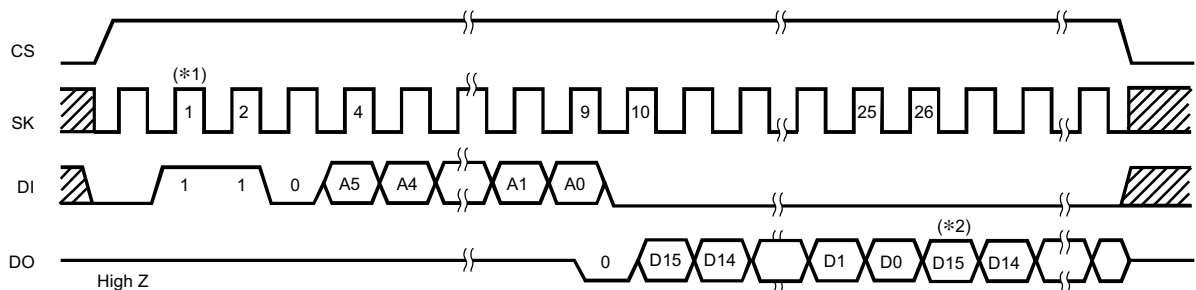 CS
(*1)
SK 1 2 4 9 10 25 26
DI 1 1 0 A5 A4 A1 A0
(*2)
DO 0 D15 D14 D1 D0 D15 D14
High Z